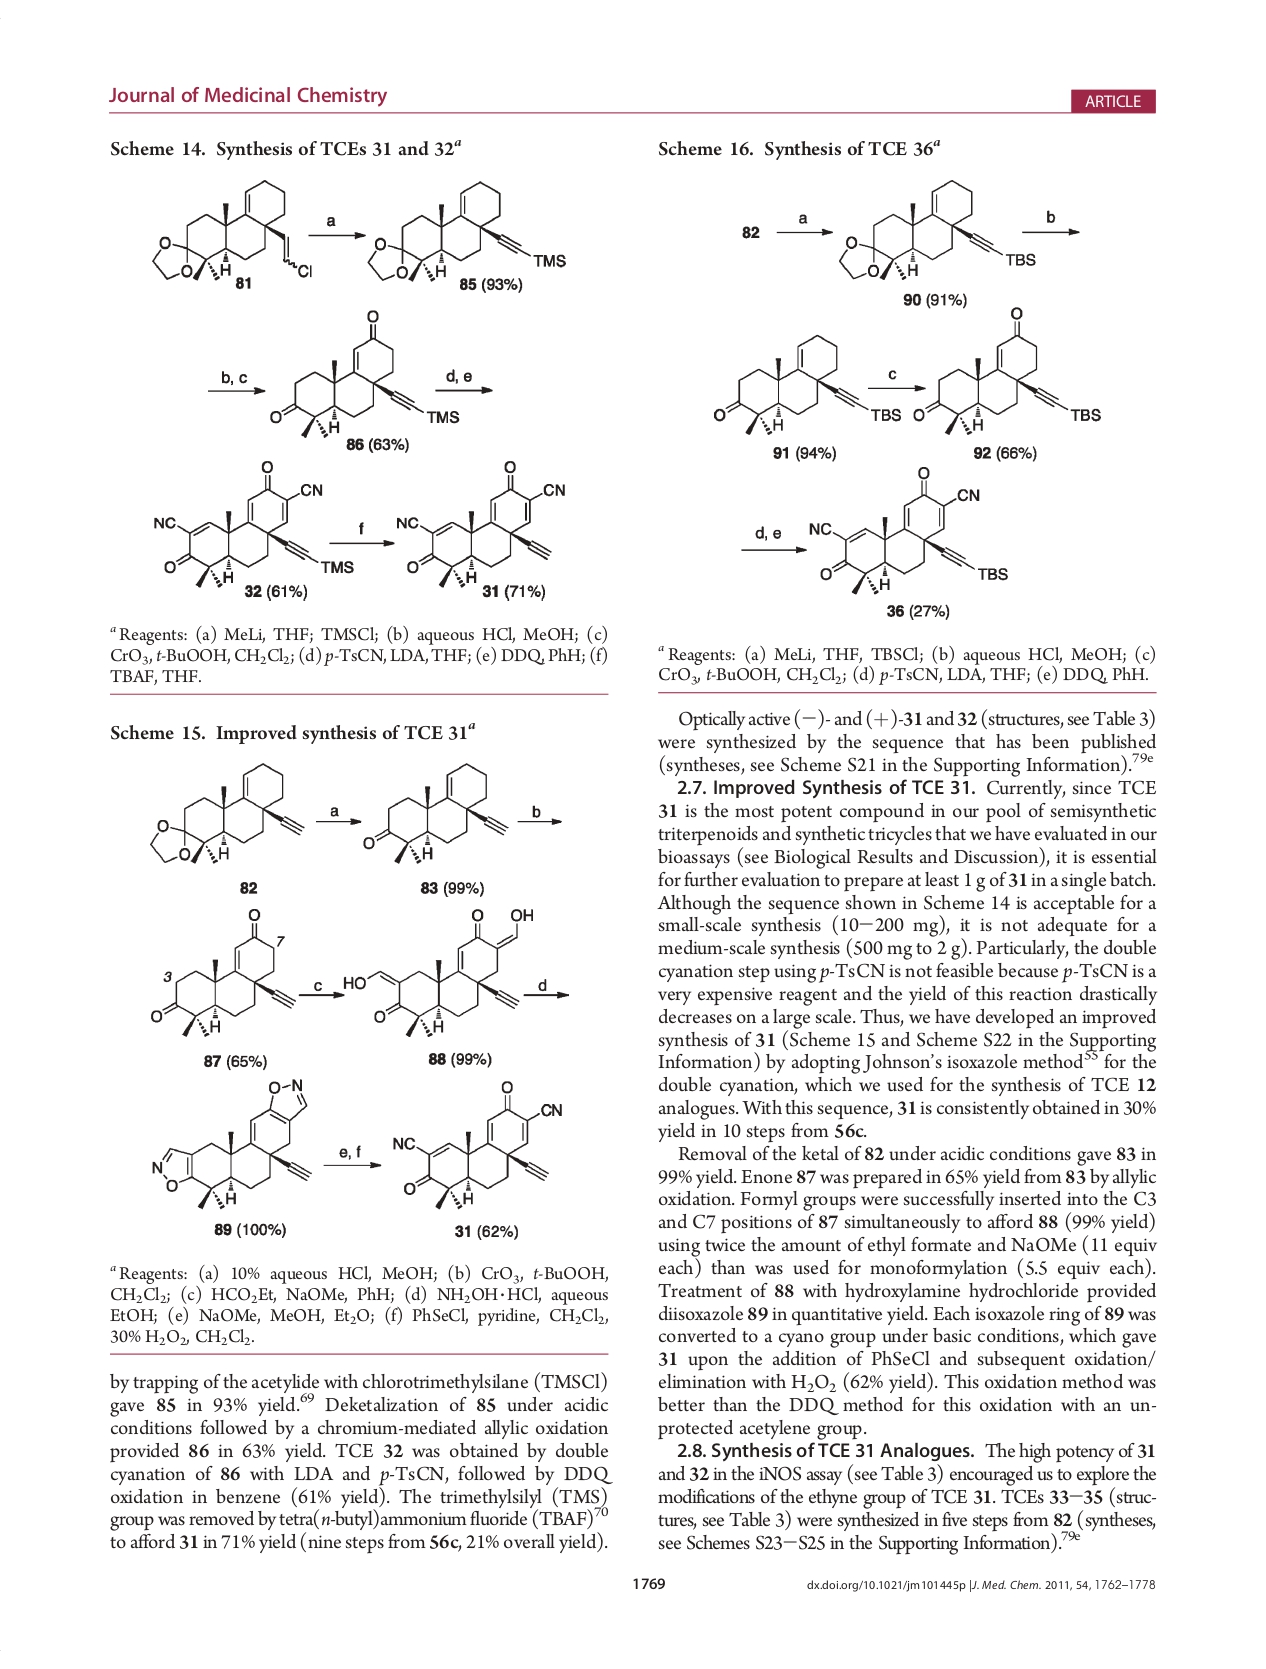 Journal of Medicinal Chemistry
ARTICLE
Scheme 14. Synthesis of TCEs 31 and 32a
O
O
H
Cl
81
a
O
O
H
TMS
85 (93%)
b, c
O
O
H
TMS
86 (63%)
d, e
O
CN
NC
O
H
TMS
32 (61%)
f
O
CN
NC
O
H
31 (71%)
a Reagents: (a) MeLi, THF; TMSCl; (b) aqueous HCl, MeOH; (c)
CrO3, t-BuOOH, CH2Cl2; (d) p-TsCN, LDA, THF; (e) DDQ, PhH; (f)
TBAF, THF.
Scheme 15. Improved synthesis of TCE 31a
O
O
H
82
a
O
H
83 (99%)
b
O
7
3
O
H
87 (65%)
c
O
OH
HO
O
H
88 (99%)
d
O-N
N
O
H
89 (100%)
e, f
O
CN
NC
O
H
31 (62%)
a Reagents: (a) 10% aqueous HCl, MeOH; (b) CrO3, t-BuOOH,
CH2Cl2; (c) HCO2Et, NaOMe, PhH; (d) NH2OH·HCl, aqueous
EtOH; (e) NaOMe, MeOH, Et2O; (f) PhSeCl, pyridine, CH2Cl2,
30% H2O2, CH2Cl2.
by trapping of the acetylide with chlorotrimethylsilane (TMSCl)
gave 85 in 93% yield.69 Deketalization of 85 under acidic
conditions followed by a chromium-mediated allylic oxidation
provided 86 in 63% yield. TCE 32 was obtained by double
cyanation of 86 with LDA and p-TsCN, followed by DDQ
oxidation in benzene (61% yield). The trimethylsilyl (TMS)
group was removed by tetra(n-butyl)ammonium fluoride (TBAF)70
to afford 31 in 71% yield (nine steps from 56c, 21% overall yield).
Scheme 16. Synthesis of TCE 36a
82
a
O
O
H
TBS
90 (91%)
b
O
H
TBS
91 (94%)
c
O
O
H
TBS
92 (66%)
d, e
O
CN
NC
O
H
TBS
36 (27%)
a Reagents: (a) MeLi, THF, TBSCl; (b) aqueous HCl, MeOH; (c)
CrO3, t-BuOOH, CH2Cl2; (d) p-TsCN, LDA, THF; (e) DDQ, PhH.
Optically active (−)- and (+)-31 and 32 (structures, see Table 3)
were synthesized by the sequence that has been published
(syntheses, see Scheme S21 in the Supporting Information).79e
2.7. Improved Synthesis of TCE 31. Currently, since TCE
31 is the most potent compound in our pool of semisynthetic
triterpenoids and synthetic tricycles that we have evaluated in our
bioassays (see Biological Results and Discussion), it is essential
for further evaluation to prepare at least 1 g of 31 in a single batch.
Although the sequence shown in Scheme 14 is acceptable for a
small-scale synthesis (10−200 mg), it is not adequate for a
medium-scale synthesis (500 mg to 2 g). Particularly, the double
cyanation step using p-TsCN is not feasible because p-TsCN is a
very expensive reagent and the yield of this reaction drastically
decreases on a large scale. Thus, we have developed an improved
synthesis of 31 (Scheme 15 and Scheme S22 in the Supporting
Information) by adopting Johnson's isoxazole method55 for the
double cyanation, which we used for the synthesis of TCE 12
analogues. With this sequence, 31 is consistently obtained in 30%
yield in 10 steps from 56c.
Removal of the ketal of 82 under acidic conditions gave 83 in
99% yield. Enone 87 was prepared in 65% yield from 83 by allylic
oxidation. Formyl groups were successfully inserted into the C3
and C7 positions of 87 simultaneously to afford 88 (99% yield)
using twice the amount of ethyl formate and NaOMe (11 equiv
each) than was used for monoformylation (5.5 equiv each).
Treatment of 88 with hydroxylamine hydrochloride provided
diisoxazole 89 in quantitative yield. Each isoxazole ring of 89 was
converted to a cyano group under basic conditions, which gave
31 upon the addition of PhSeCl and subsequent oxidation/
elimination with H2O2 (62% yield). This oxidation method was
better than the DDQ method for this oxidation with an un-
protected acetylene group.
2.8. Synthesis of TCE 31 Analogues. The high potency of 31
and 32 in the iNOS assay (see Table 3) encouraged us to explore the
modifications of the ethyne group of TCE 31. TCEs 33−35 (struc-
tures, see Table 3) were synthesized in five steps from 82 (syntheses,
see Schemes S23−S25 in the Supporting Information).79e
1769
dx.doi.org/10.1021/jm101445p |J. Med. Chem. 2011, 54, 1762–1778